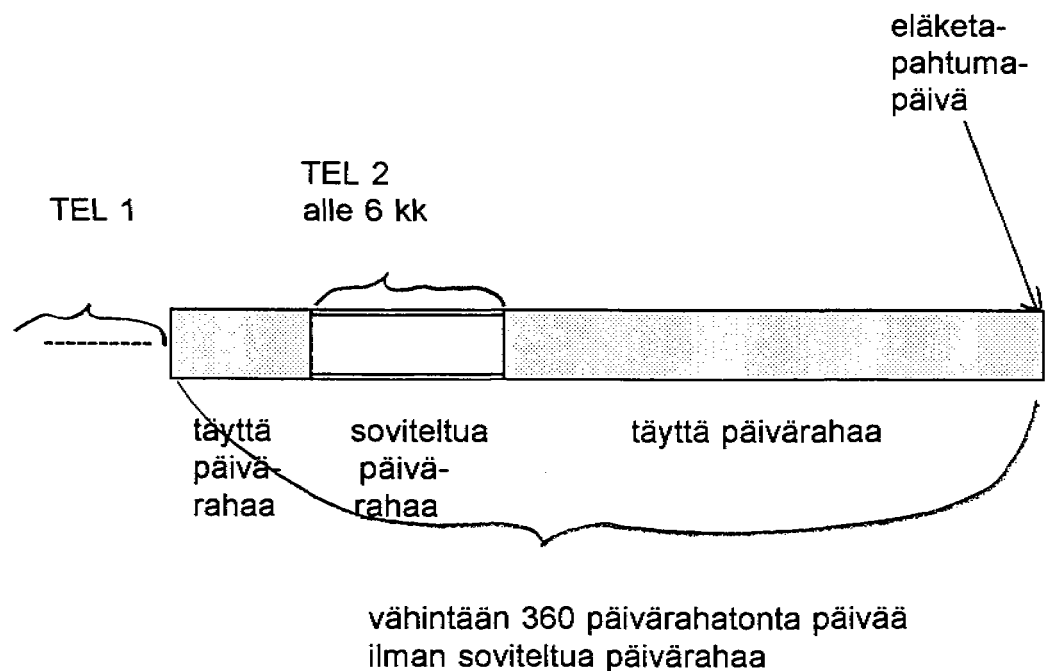 eläketa-
pahtuma-
päivä
TEL 1
TEL 2
alle 6 kk
täyttä
päivä-
rahaa
soviteltua
päivä-
rahaa
täyttä päivärahaa
vähintään 360 päivärahatonta päivää
ilman soviteltua päivärahaa